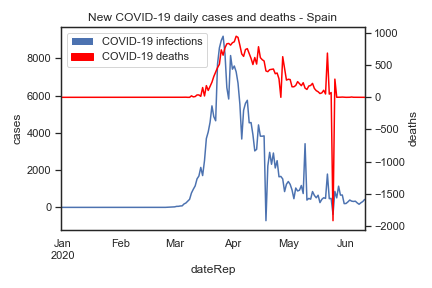 New COVID-19 daily cases and deaths - Spain
COVID-19 infections
COVID-19 deaths
cases
8000
6000
4000
2000
0
deaths
1000
500
0
−500
−1000
−1500
−2000
Jan
2020
Feb
Mar
Apr
May
Jun
dateRep